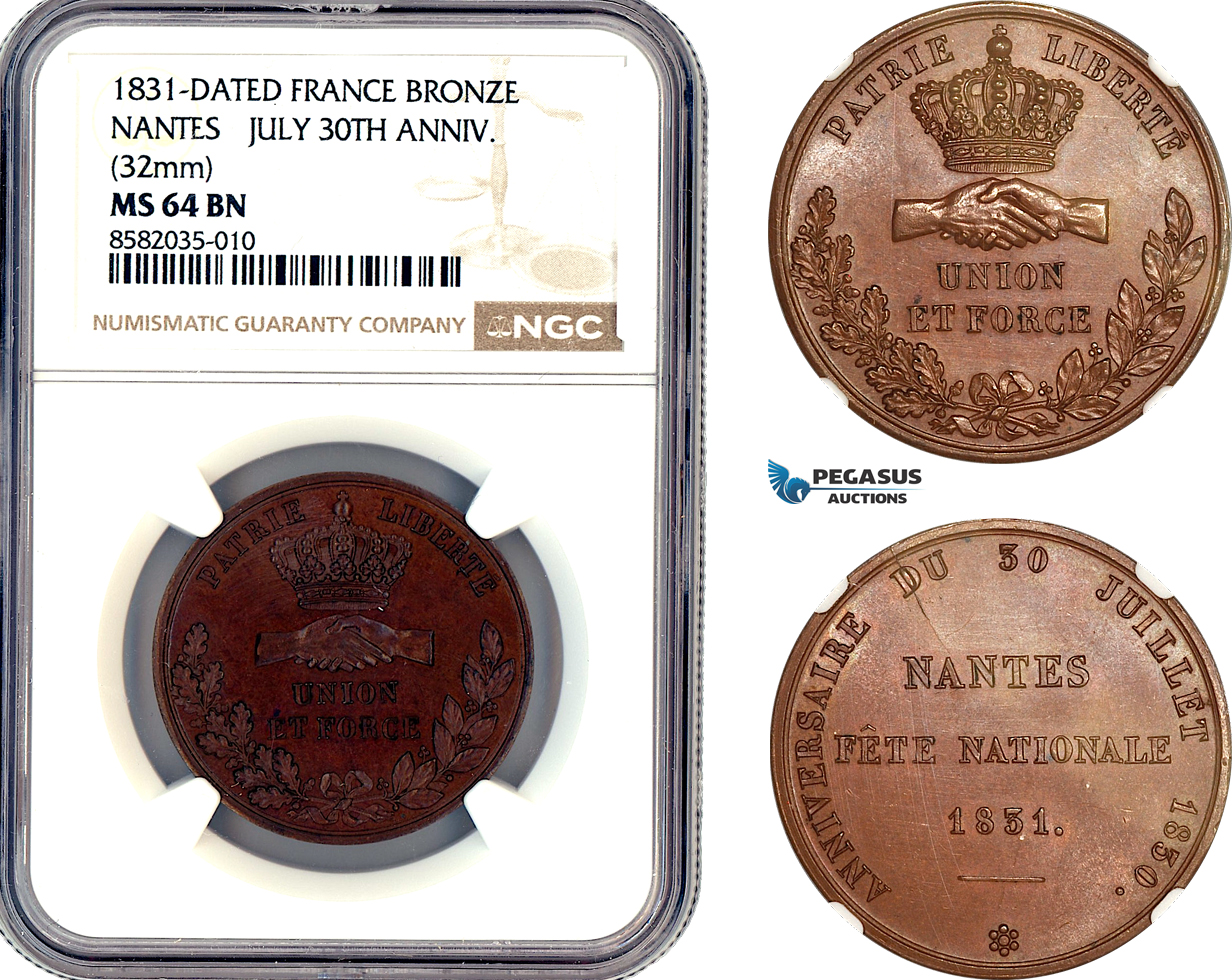 1831-DATED FRANCE BRONZE
NANTES JULY 30TH ANNIV.
(32mm)
MS 64 BN
8582035-010
NUMISMATIC GUARANTY COMPANY NGC
PATRIE LIBERTÉ
UNION
ET FORCE
PATRIE LIBERTÉ
UNION
ET FORCE
PEGASUS
AUCTIONS
ANNIVERSAIRE DU 30 JUILLET 1830.
NANTES
FÊTE NATIONALE
1831.